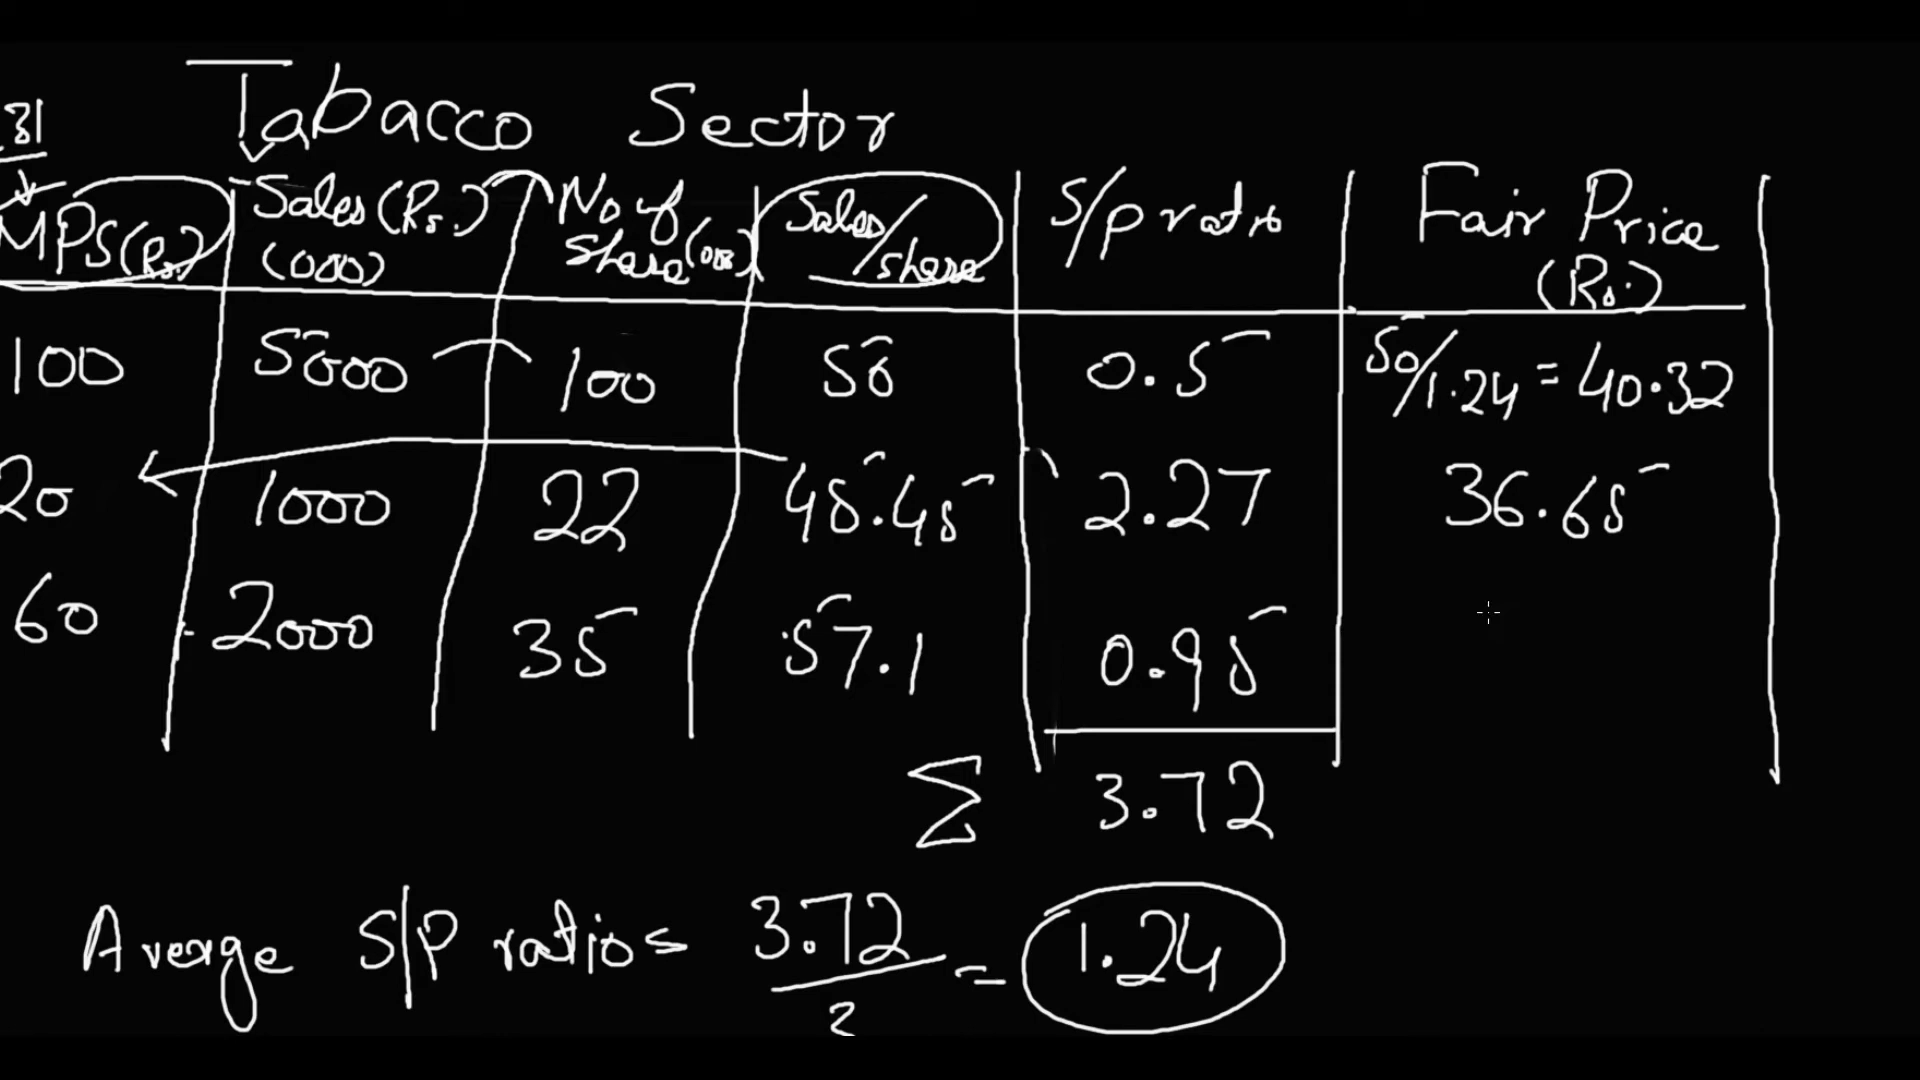 Tabacco Sector
31
MPS(Rs.) Sales(Rs.) (000) No of share(000) Sales/share S/p ratio Fair Price (Rs.)
100 5000 100 50 0.5 50/1.24 = 40.32
20 1000 22 45.45 2.27 36.65
60 2000 35 57.1 0.95
Σ 3.72
Averge S/P ratio = 3.72/3 = 1.24